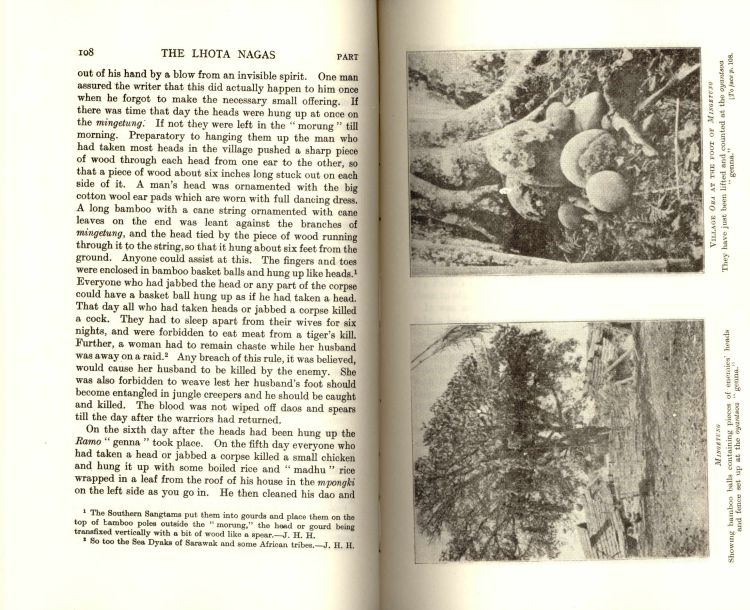 108 THE LHOTA NAGAS PART
out of his hand by a blow from an invisible spirit. One man
assured the writer that this did actually happen to him once
when he forgot to make the necessary small offering. If
there was time that day the heads were hung up at once on
the mingetung. If not they were left in the “ morung ” till
morning. Preparatory to hanging them up the man who
had taken most heads in the village pushed a sharp piece
of wood through each head from one ear to the other, so
that a piece of wood about six inches long stuck out on each
side of it. A man's head was ornamented with the big
cotton wool ear pads which are worn with full dancing dress.
A long bamboo with a cane string ornamented with cane
leaves on the end was leant against the branches of
mingetung, and the head tied by the piece of wood running
through it to the string, so that it hung about six feet from the
ground. Anyone could assist at this. The fingers and toes
were enclosed in bamboo basket balls and hung up like heads.¹
Everyone who had jabbed the head or any part of the corpse
could have a basket ball hung up as if he had taken a head.
That day all who had taken heads or jabbed a corpse killed
a cock. They had to sleep apart from their wives for six
nights, and were forbidden to eat meat from a tiger's kill.
Further, a woman had to remain chaste while her husband
was away on a raid.² Any breach of this rule, it was believed,
would cause her husband to be killed by the enemy. She
was also forbidden to weave lest her husband's foot should
become entangled in jungle creepers and he should be caught
and killed. The blood was not wiped off daos and spears
till the day after the warriors had returned.
On the sixth day after the heads had been hung up the
Ramo “ genna ” took place. On the fifth day everyone who
had taken a head or jabbed a corpse killed a small chicken
and hung it up with some boiled rice and “ madhu ” rice
wrapped in a leaf from the roof of his house in the mpongki
on the left side as you go in. He then cleaned his dao and
¹ The Southern Sangtams put them into gourds and place them on the
top of bamboo poles outside the “ morung,” the head or gourd being
transfixed vertically with a bit of wood like a spear.—J. H. H.
² So too the Sea Dyaks of Sarawak and some African tribes.—J. H. H.
VILLAGE OHA AT THE FOOT OF MINGETUNG
They have just been lifted and counted at the oyantsoa
“ genna.”
[To face p. 108.
MINGETUNG
Showing bamboo balls containing pieces of enemies' heads
and fence set up at the oyantsoa “ genna.”